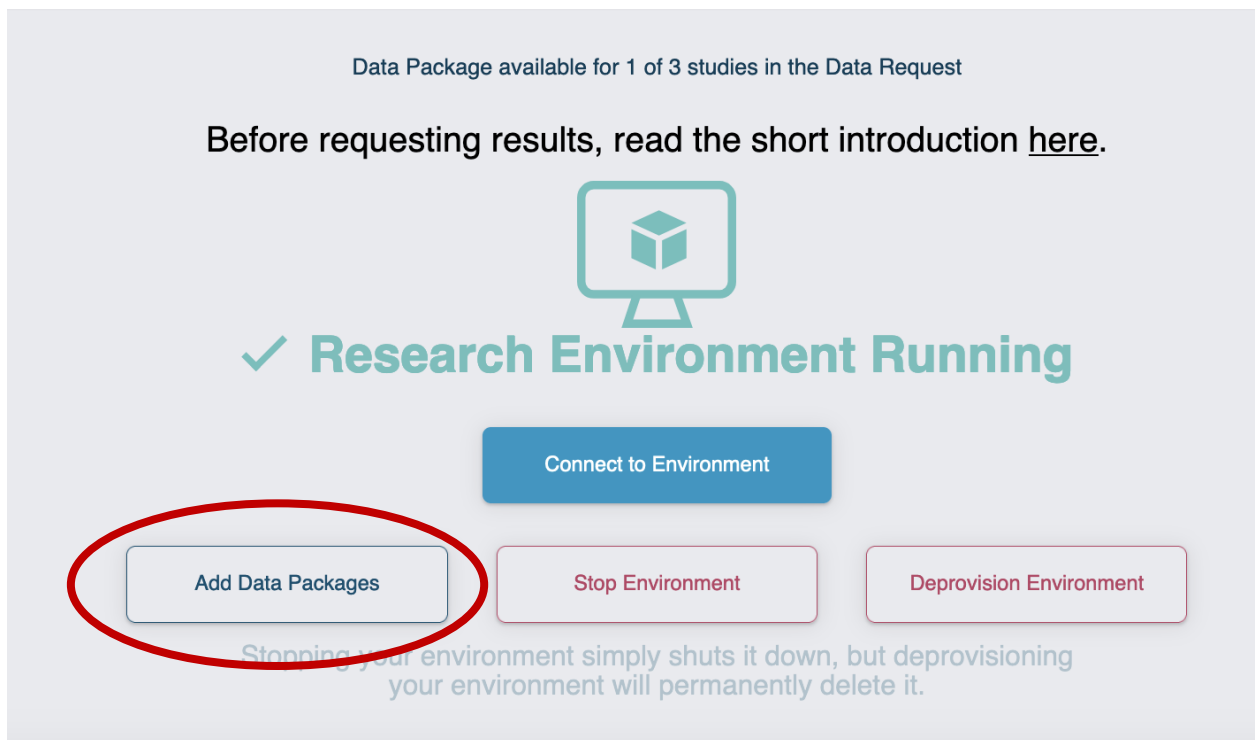 Data Package available for 1 of 3 studies in the Data Request
Before requesting results, read the short introduction here.
Research Environment Running
Connect to Environment
Add Data Packages
Stop Environment
Deprovision Environment
Stopping your environment simply shuts it down, but deprovisioning
your environment will permanently delete it.